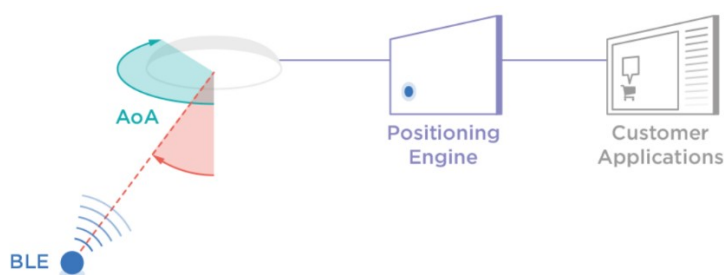 AoA
BLE
Positioning
Engine
Customer
Applications